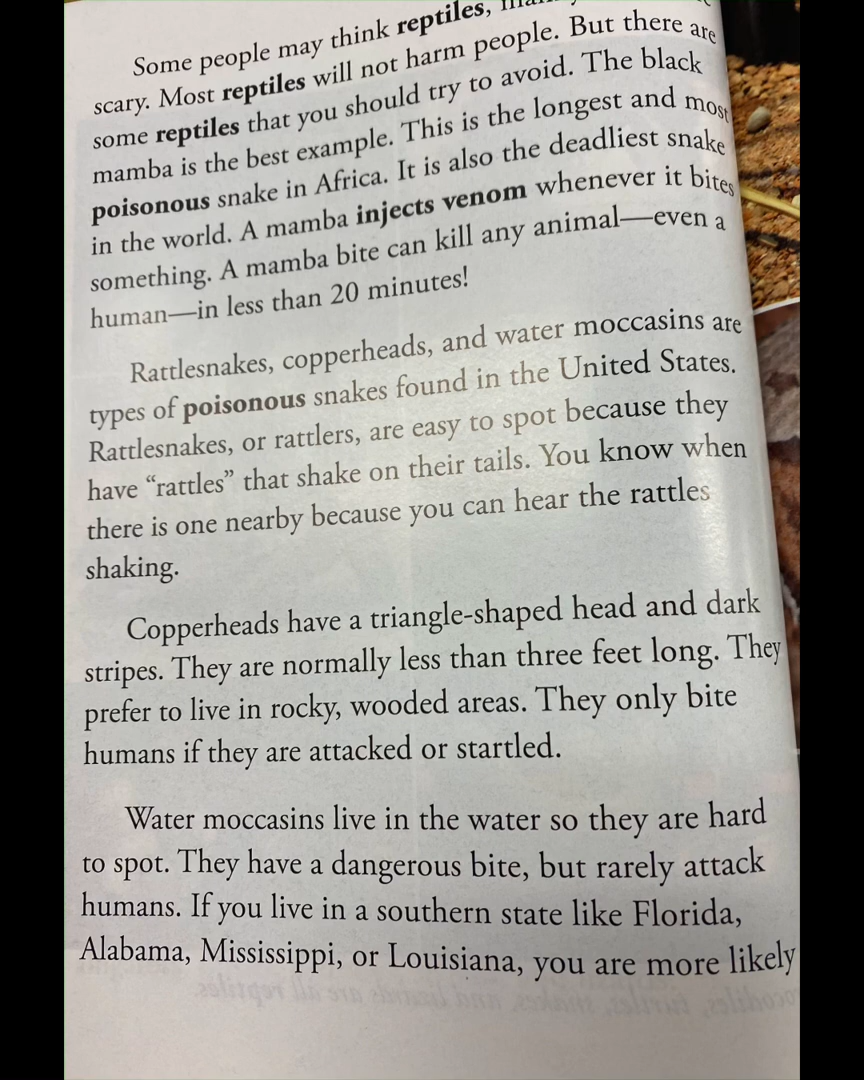 Some people may think reptiles,
scary. Most reptiles will not harm people. But there are
some reptiles that you should try to avoid. The black
mamba is the best example. This is the longest and most
poisonous snake in Africa. It is also the deadliest snake
in the world. A mamba injects venom whenever it bites
something. A mamba bite can kill any animal—even a
human—in less than 20 minutes!
Rattlesnakes, copperheads, and water moccasins are
types of poisonous snakes found in the United States.
Rattlesnakes, or rattlers, are easy to spot because they
have “rattles” that shake on their tails. You know when
there is one nearby because you can hear the rattles
shaking.
Copperheads have a triangle-shaped head and dark
stripes. They are normally less than three feet long. They
prefer to live in rocky, wooded areas. They only bite
humans if they are attacked or startled.
Water moccasins live in the water so they are hard
to spot. They have a dangerous bite, but rarely attack
humans. If you live in a southern state like Florida,
Alabama, Mississippi, or Louisiana, you are more likely